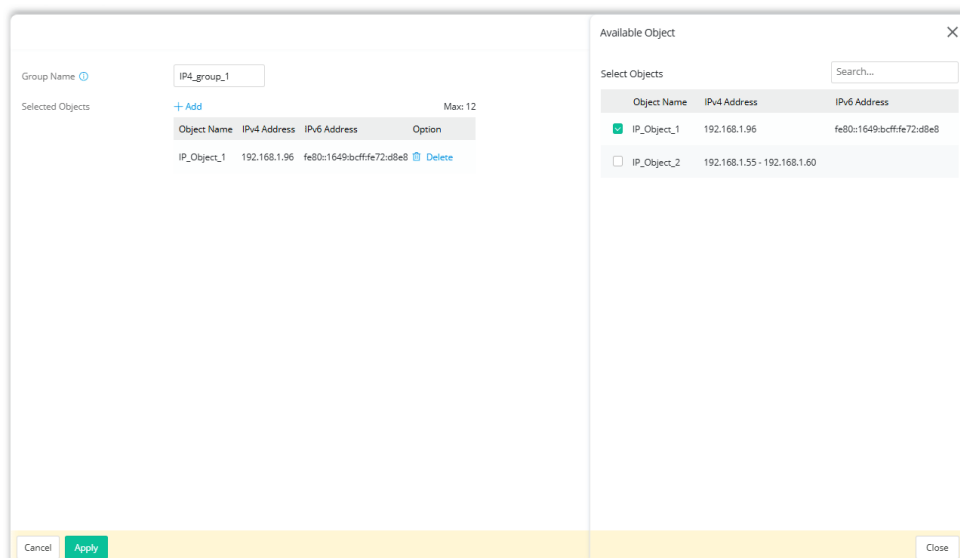 Group Name
IP4_group_1
Selected Objects
Add
Max: 12
Object Name IPv4 Address IPv6 Address Option
IP_Object_1 192.168.1.96 fe80::1649:bcff:fe72:d8e8 Delete
Cancel Apply
Available Object
Select Objects
Search...
Object Name IPv4 Address IPv6 Address
IP_Object_1 192.168.1.96 fe80::1649:bcff:fe72:d8e8
IP_Object_2 192.168.1.55 - 192.168.1.60
Close